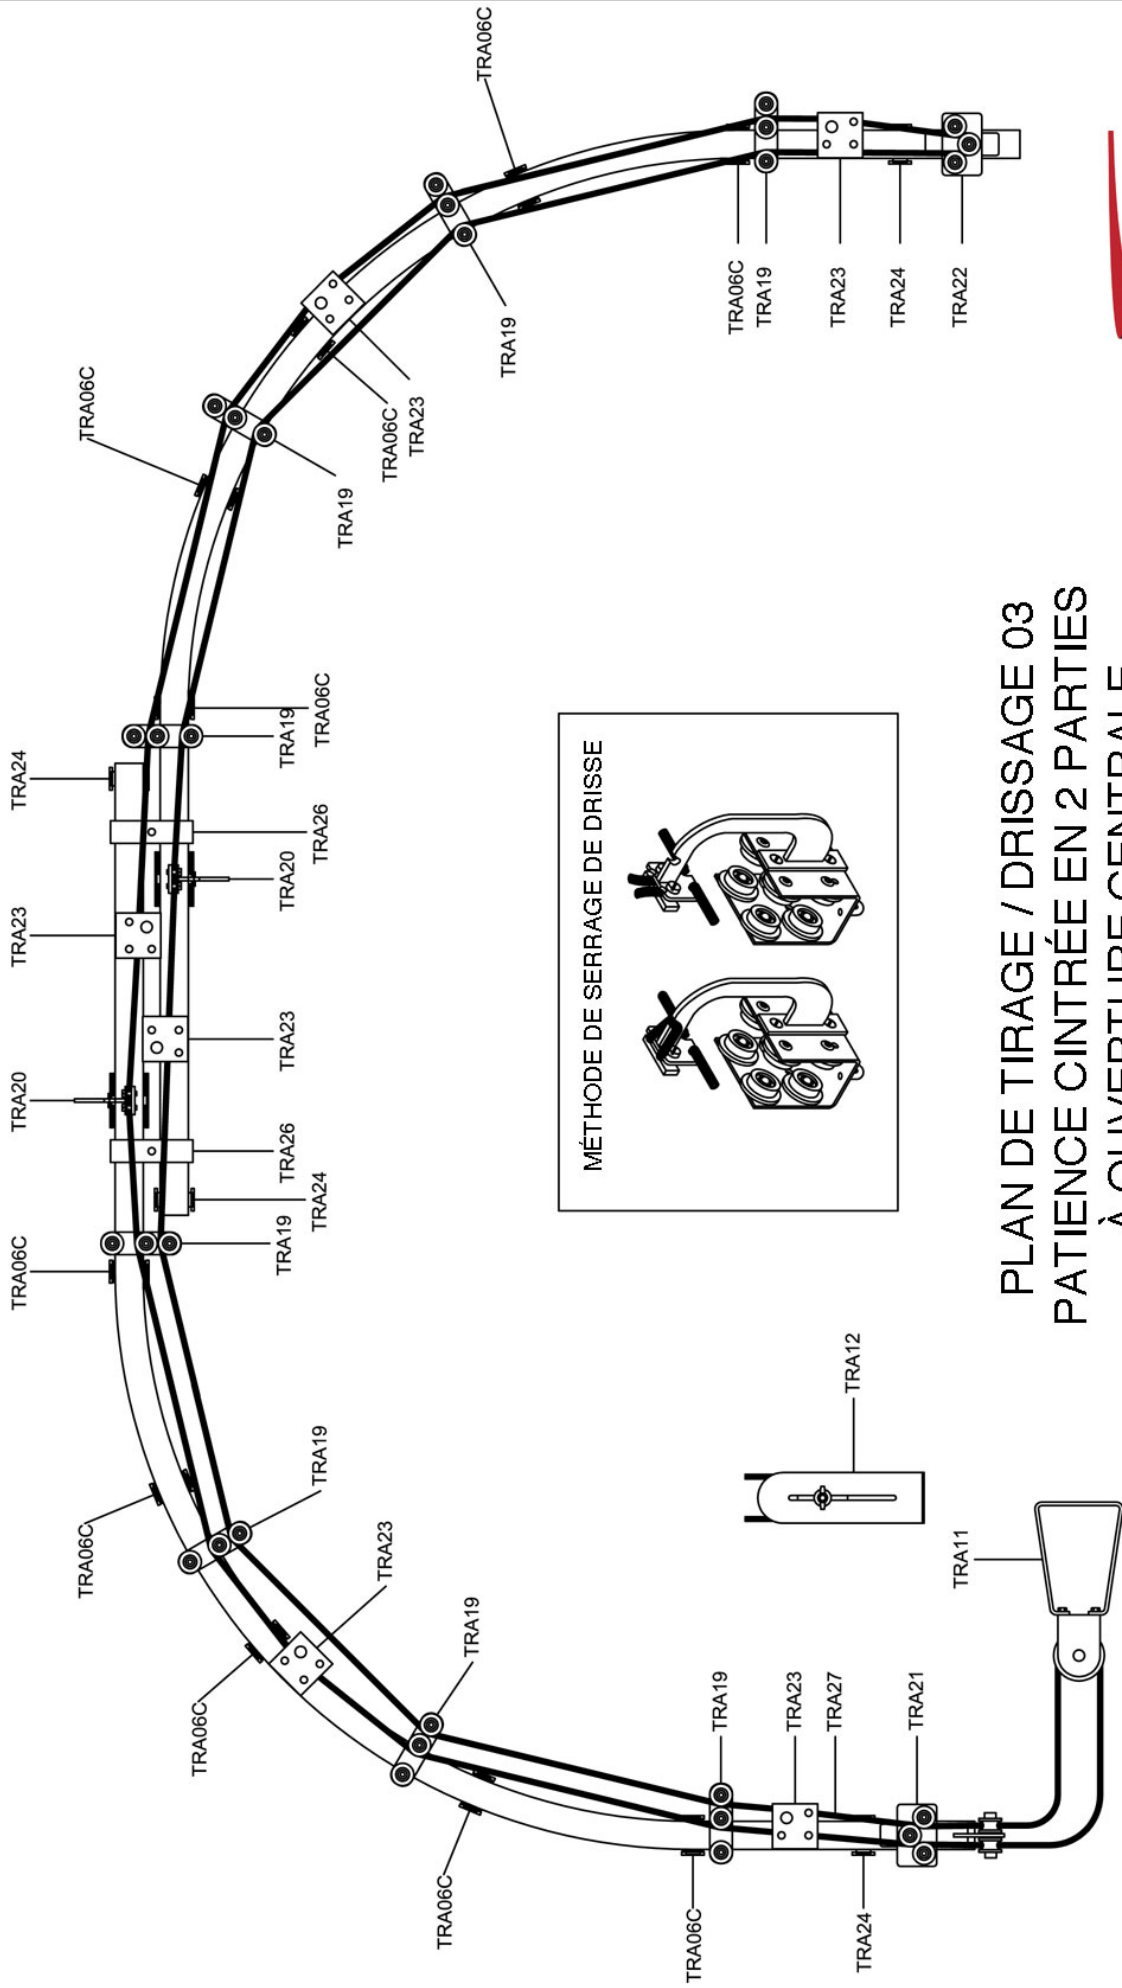 TRA06C
TRA20
TRA23
TRA24
TRA06C
TRA06C
TRA06C
TRA19
TRA26
TRA23
TRA20
TRA19
TRA19
TRA24
TRA26
TRA06C
TRA19
TRA23
TRA06C
TRA23
TRA06C
TRA19
TRA06C
TRA19
MÉTHODE DE SERRAGE DE DRISSE
TRA06C
TRA19
TRA06C
TRA19
TRA23
TRA27
TRA23
TRA12
TRA24
TRA24
TRA21
TRA11
TRA22
PLAN DE TIRAGE / DRISSAGE 03
PATIENCE CINTRÉE EN 2 PARTIES
À OUVERTURE CENTRALE